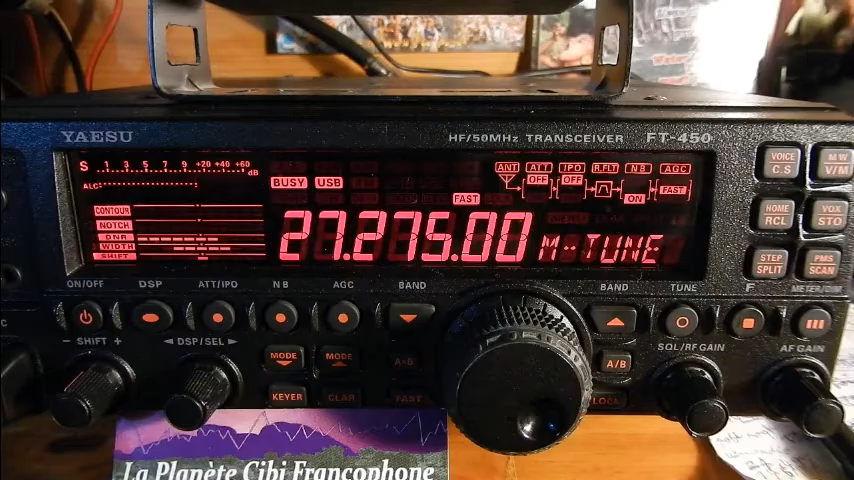 YAESU
HF/50MHz TRANSCEIVER FT-450
S 1 3 5 7 9 +20 +40 +60 dB
ALC
BUSY USB
ANT ATT IPO R.FLT NB AGC
OFF OFF ON FAST
FAST
CONTOUR
NOTCH
DNR
WIDTH
SHIFT
27.275.00 M-TUNE
VOICE C.S
M W V/M
HOME RCL
VOX STO
STEP SPLIT
PMS SCAN
ON/OFF DSP ATT/IPO NB AGC BAND BAND TUNE F METER/DIM
- SHIFT + ◄DSP/SEL► MODE MODE A=B A/B SQL/RF GAIN AF GAIN
KEYER CLAR FAST LOCK
La Planète Cibi Francophone